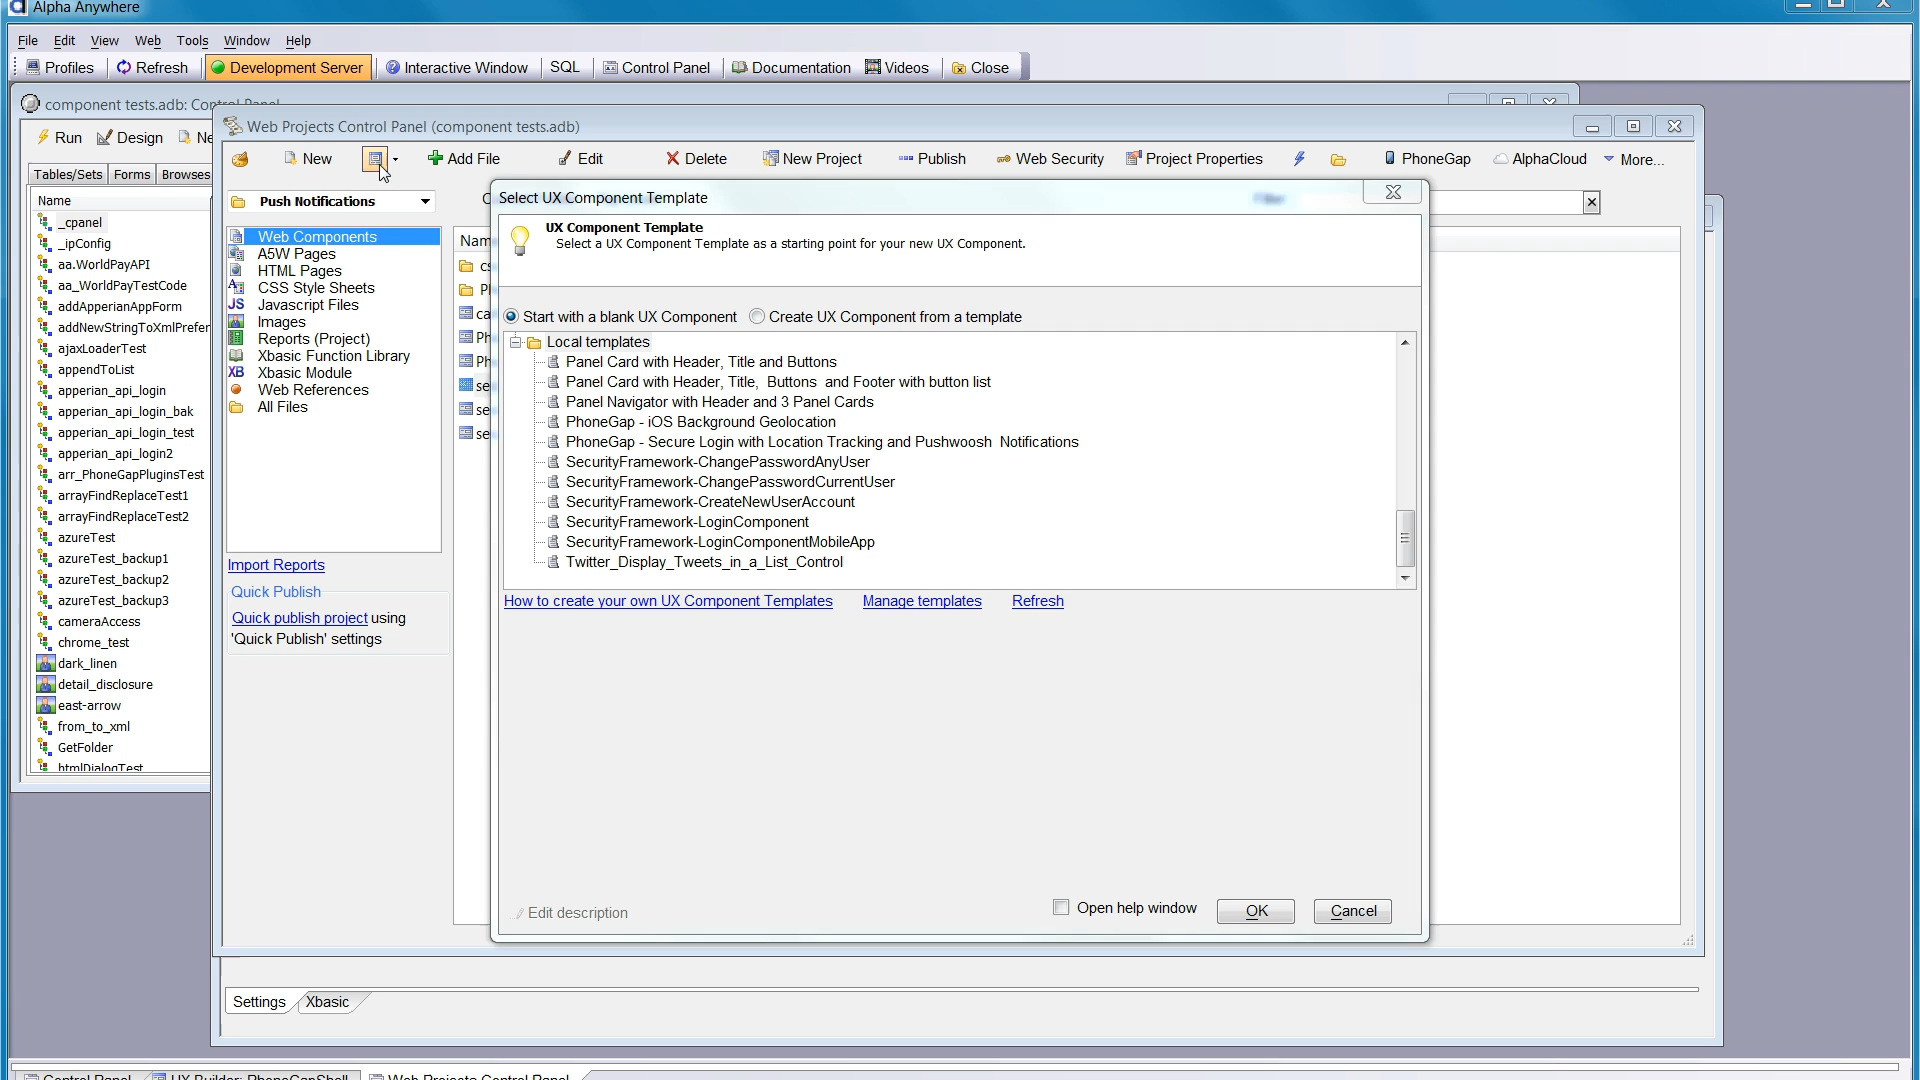 Alpha Anywhere
File Edit View Web Tools Window Help
Profiles Refresh Development Server Interactive Window SQL Control Panel Documentation Videos Close
component tests.adb: Control Panel
Run Design
Tables/Sets Forms Browses
Name
_cpanel
_ipConfig
aa.WorldPayAPI
aa_WorldPayTestCode
addApperianAppForm
addNewStringToXmlPrefer
ajaxLoaderTest
appendToList
apperian_api_login
apperian_api_login_bak
apperian_api_login_test
apperian_api_login2
arr_PhoneGapPluginsTest
arrayFindReplaceTest1
arrayFindReplaceTest2
azureTest
azureTest_backup1
azureTest_backup2
azureTest_backup3
cameraAccess
chrome_test
dark_linen
detail_disclosure
east-arrow
from_to_xml
GetFolder
htmlDialogTest
Web Projects Control Panel (component tests.adb)
New Add File Edit Delete New Project Publish Web Security Project Properties PhoneGap AlphaCloud More...
Push Notifications
Web Components
A5W Pages
HTML Pages
CSS Style Sheets
Javascript Files
Images
Reports (Project)
Xbasic Function Library
Xbasic Module
Web References
All Files
Import Reports
Quick Publish
Quick publish project using
'Quick Publish' settings
Select UX Component Template
UX Component Template
Select a UX Component Template as a starting point for your new UX Component.
Start with a blank UX Component Create UX Component from a template
Local templates
Panel Card with Header, Title and Buttons
Panel Card with Header, Title, Buttons and Footer with button list
Panel Navigator with Header and 3 Panel Cards
PhoneGap - iOS Background Geolocation
PhoneGap - Secure Login with Location Tracking and Pushwoosh Notifications
SecurityFramework-ChangePasswordAnyUser
SecurityFramework-ChangePasswordCurrentUser
SecurityFramework-CreateNewUserAccount
SecurityFramework-LoginComponent
SecurityFramework-LoginComponentMobileApp
Twitter_Display_Tweets_in_a_List_Control
How to create your own UX Component Templates Manage templates Refresh
Edit description
Open help window OK Cancel
Settings Xbasic
Control Panel UX Builder: PhoneGapShell Web Projects Control Panel